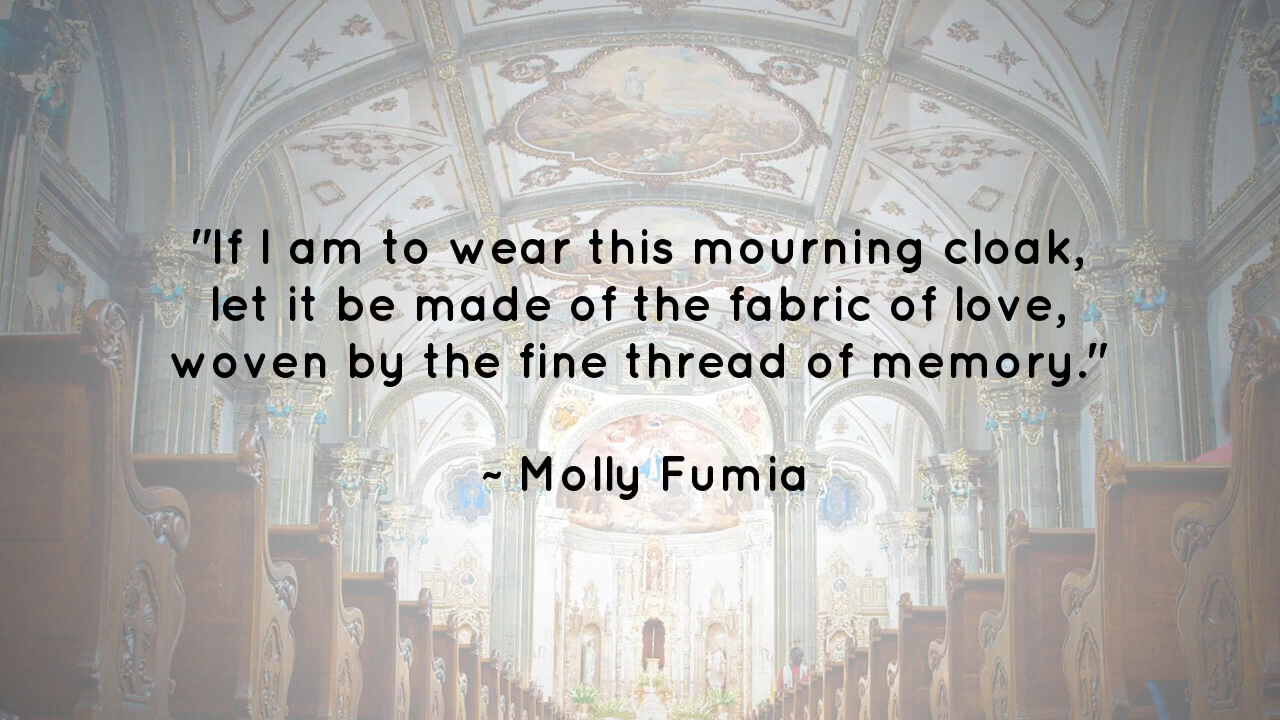 "If I am to wear this mourning cloak,
let it be made of the fabric of love,
woven by the fine thread of memory."
~ Molly Fumia